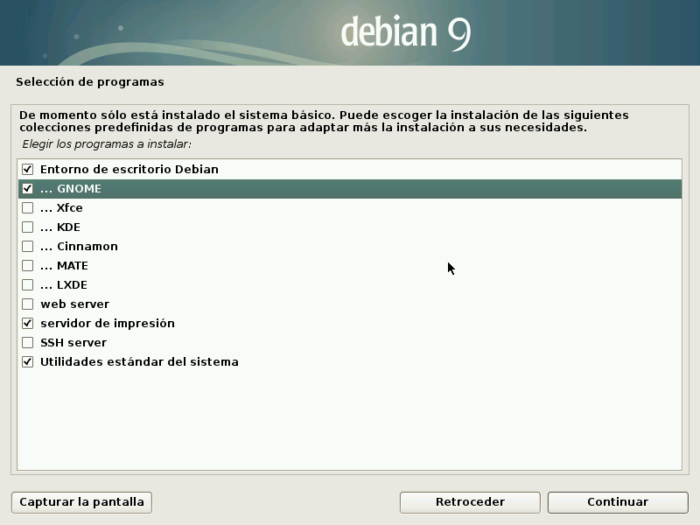 debian 9
Selección de programas
De momento sólo está instalado el sistema básico. Puede escoger la instalación de las siguientes
colecciones predefinidas de programas para adaptar más la instalación a sus necesidades.
Elegir los programas a instalar:
Entorno de escritorio Debian
... GNOME
... Xfce
... KDE
... Cinnamon
... MATE
... LXDE
web server
servidor de impresión
SSH server
Utilidades estándar del sistema
Capturar la pantalla
Retroceder
Continuar